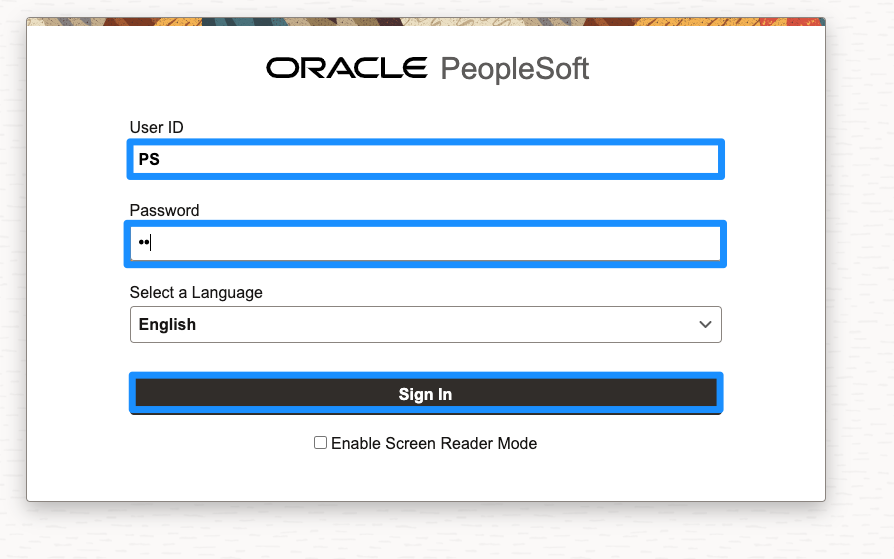 ORACLE PeopleSoft
User ID
PS
Password
••
Select a Language
English
Sign In
Enable Screen Reader Mode